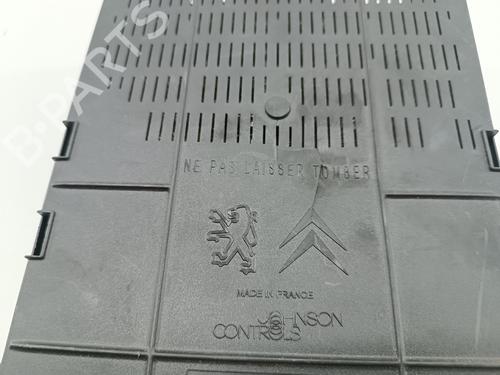 B-PARTS
NE PAS LAISSER TOMBER
MADE IN FRANCE
JOHNSON
CONTROLS